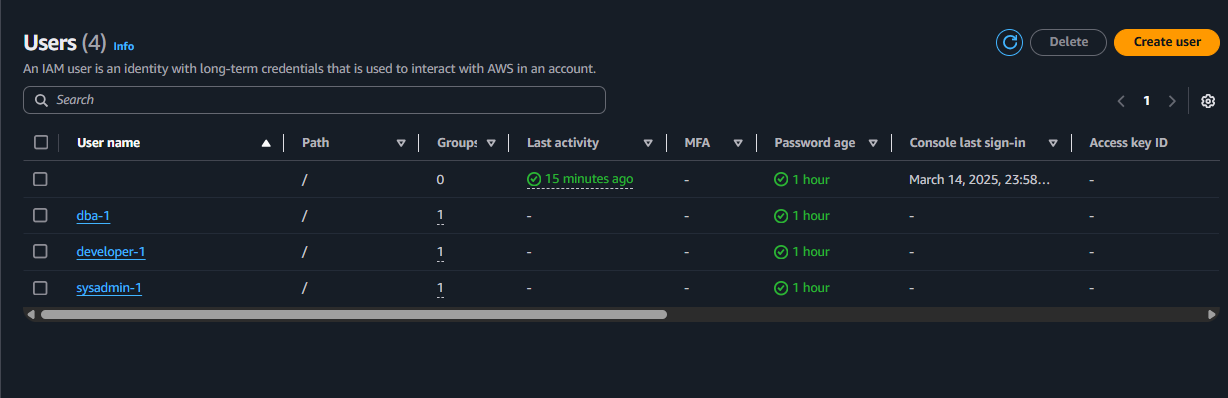 Users (4) Info
Delete
Create user
An IAM user is an identity with long-term credentials that is used to interact with AWS in an account.
Search
1
User name Path Groups Last activity MFA Password age Console last sign-in Access key ID
/ 0 15 minutes ago - 1 hour March 14, 2025, 23:58... -
dba-1 / 1 - - 1 hour - -
developer-1 / 1 - - 1 hour - -
sysadmin-1 / 1 - - 1 hour - -